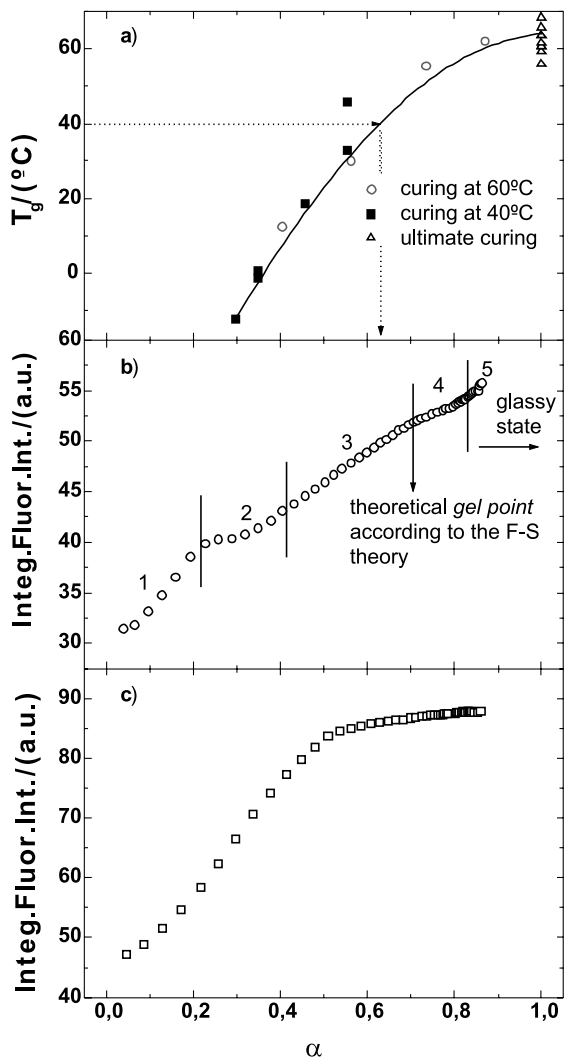 a)
60
40
20
0
60
T_g/(ºC)
curing at 60ºC
curing at 40ºC
ultimate curing
b)
55
50
45
40
35
30
Integ.Fluor.Int./(a.u.)
1
2
3
4
5
glassy
state
theoretical gel point
according to the F-S
theory
c)
90
80
70
60
50
40
Integ.Fluor.Int./(a.u.)
0,0 0,2 0,4 0,6 0,8 1,0
α